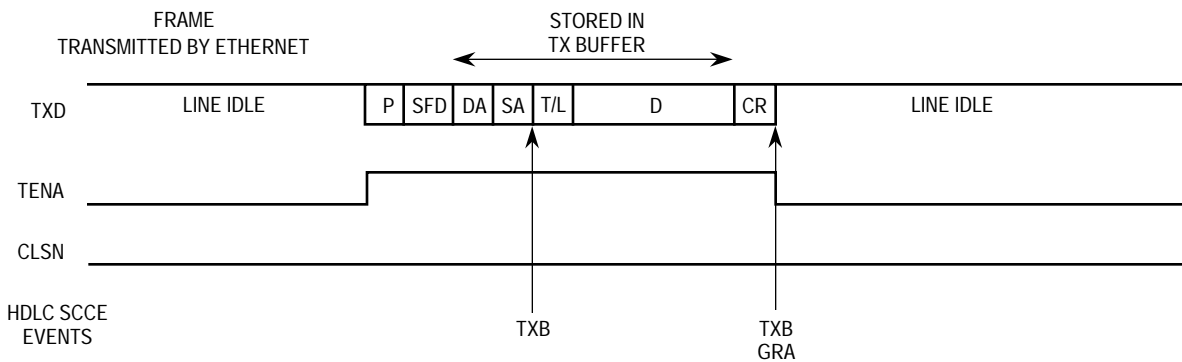 FRAME
TRANSMITTED BY ETHERNET
STORED IN
TX BUFFER
TXD
LINE IDLE
P
SFD
DA
SA
T/L
D
CR
LINE IDLE
TENA
CLSN
HDLC SCCE
EVENTS
TXB
TXB
GRA